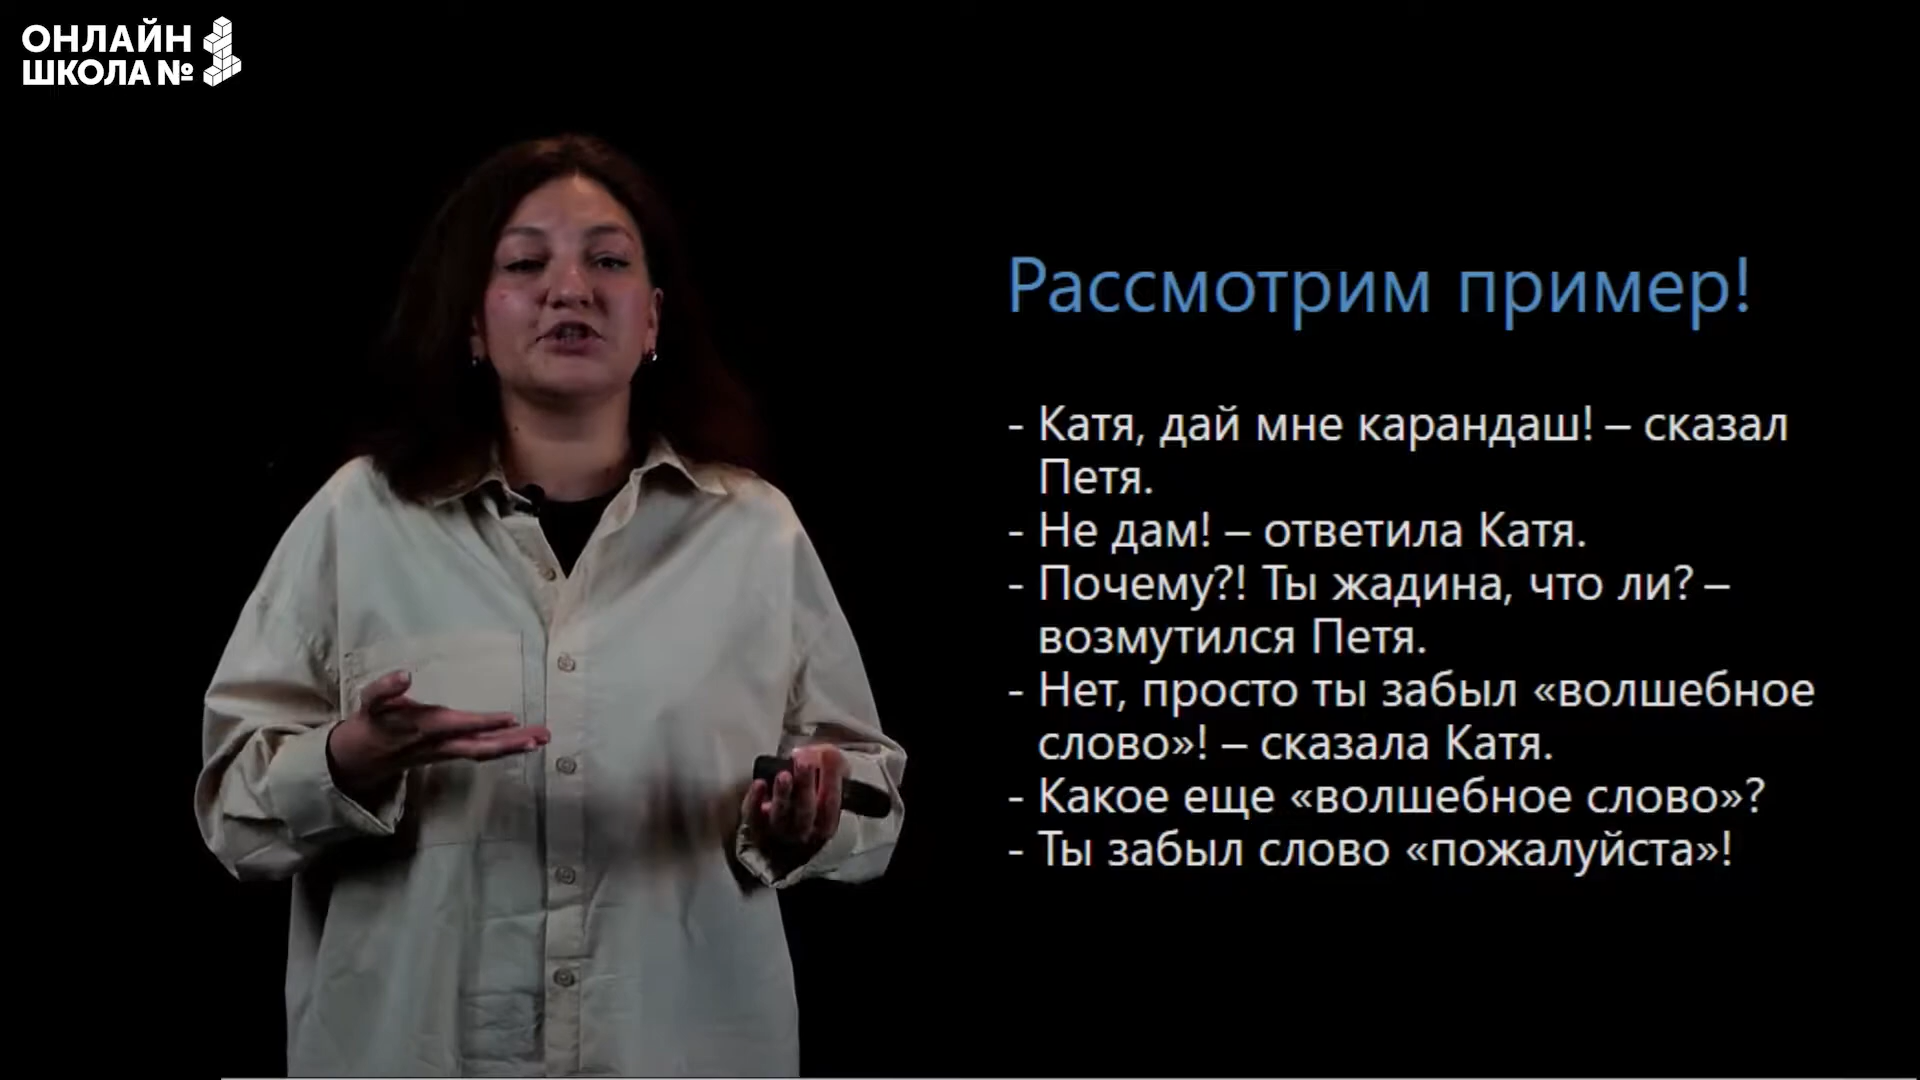 ОНЛАЙН
ШКОЛА №
Рассмотрим пример!
- Катя, дай мне карандаш! – сказал
Петя.
- Не дам! – ответила Катя.
- Почему?! Ты жадина, что ли? –
возмутился Петя.
- Нет, просто ты забыл «волшебное
слово»! – сказала Катя.
- Какое еще «волшебное слово»?
- Ты забыл слово «пожалуйста»!